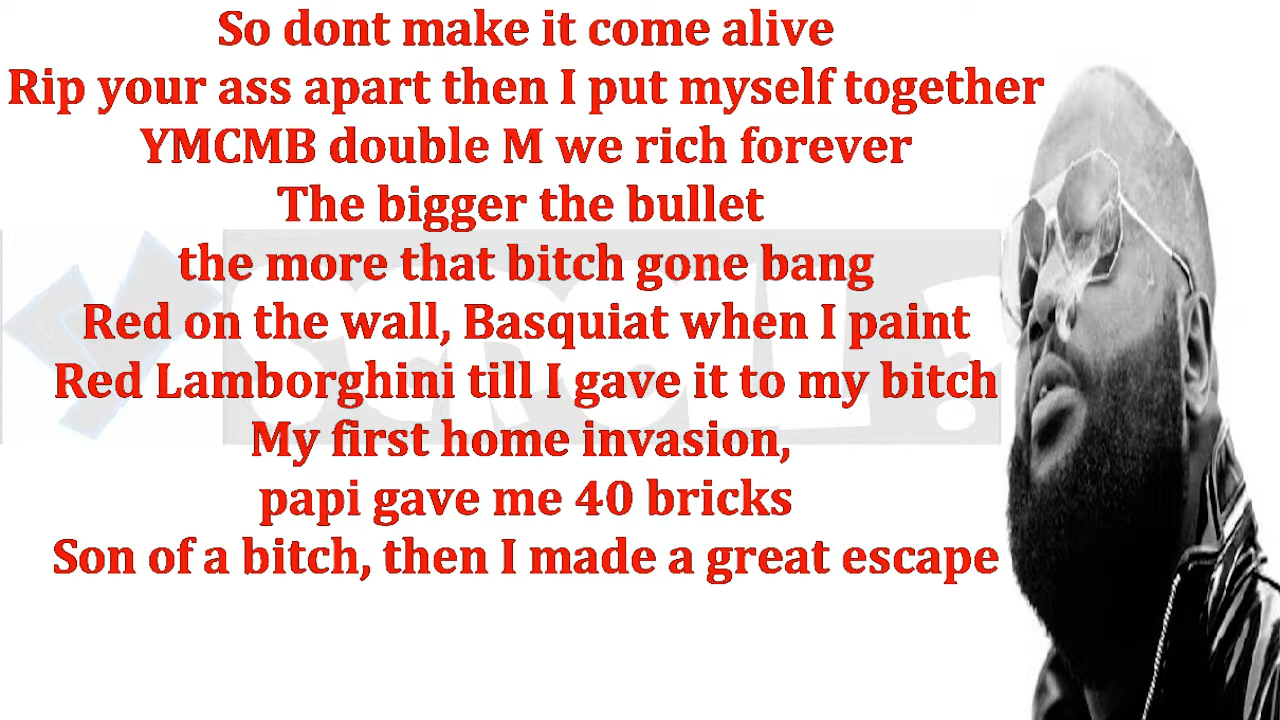 So dont make it come alive
Rip your ass apart then I put myself together
YMCMB double M we rich forever
The bigger the bullet
the more that bitch gone bang
Red on the wall, Basquiat when I paint
Red Lamborghini till I gave it to my bitch
My first home invasion,
papi gave me 40 bricks
Son of a bitch, then I made a great escape